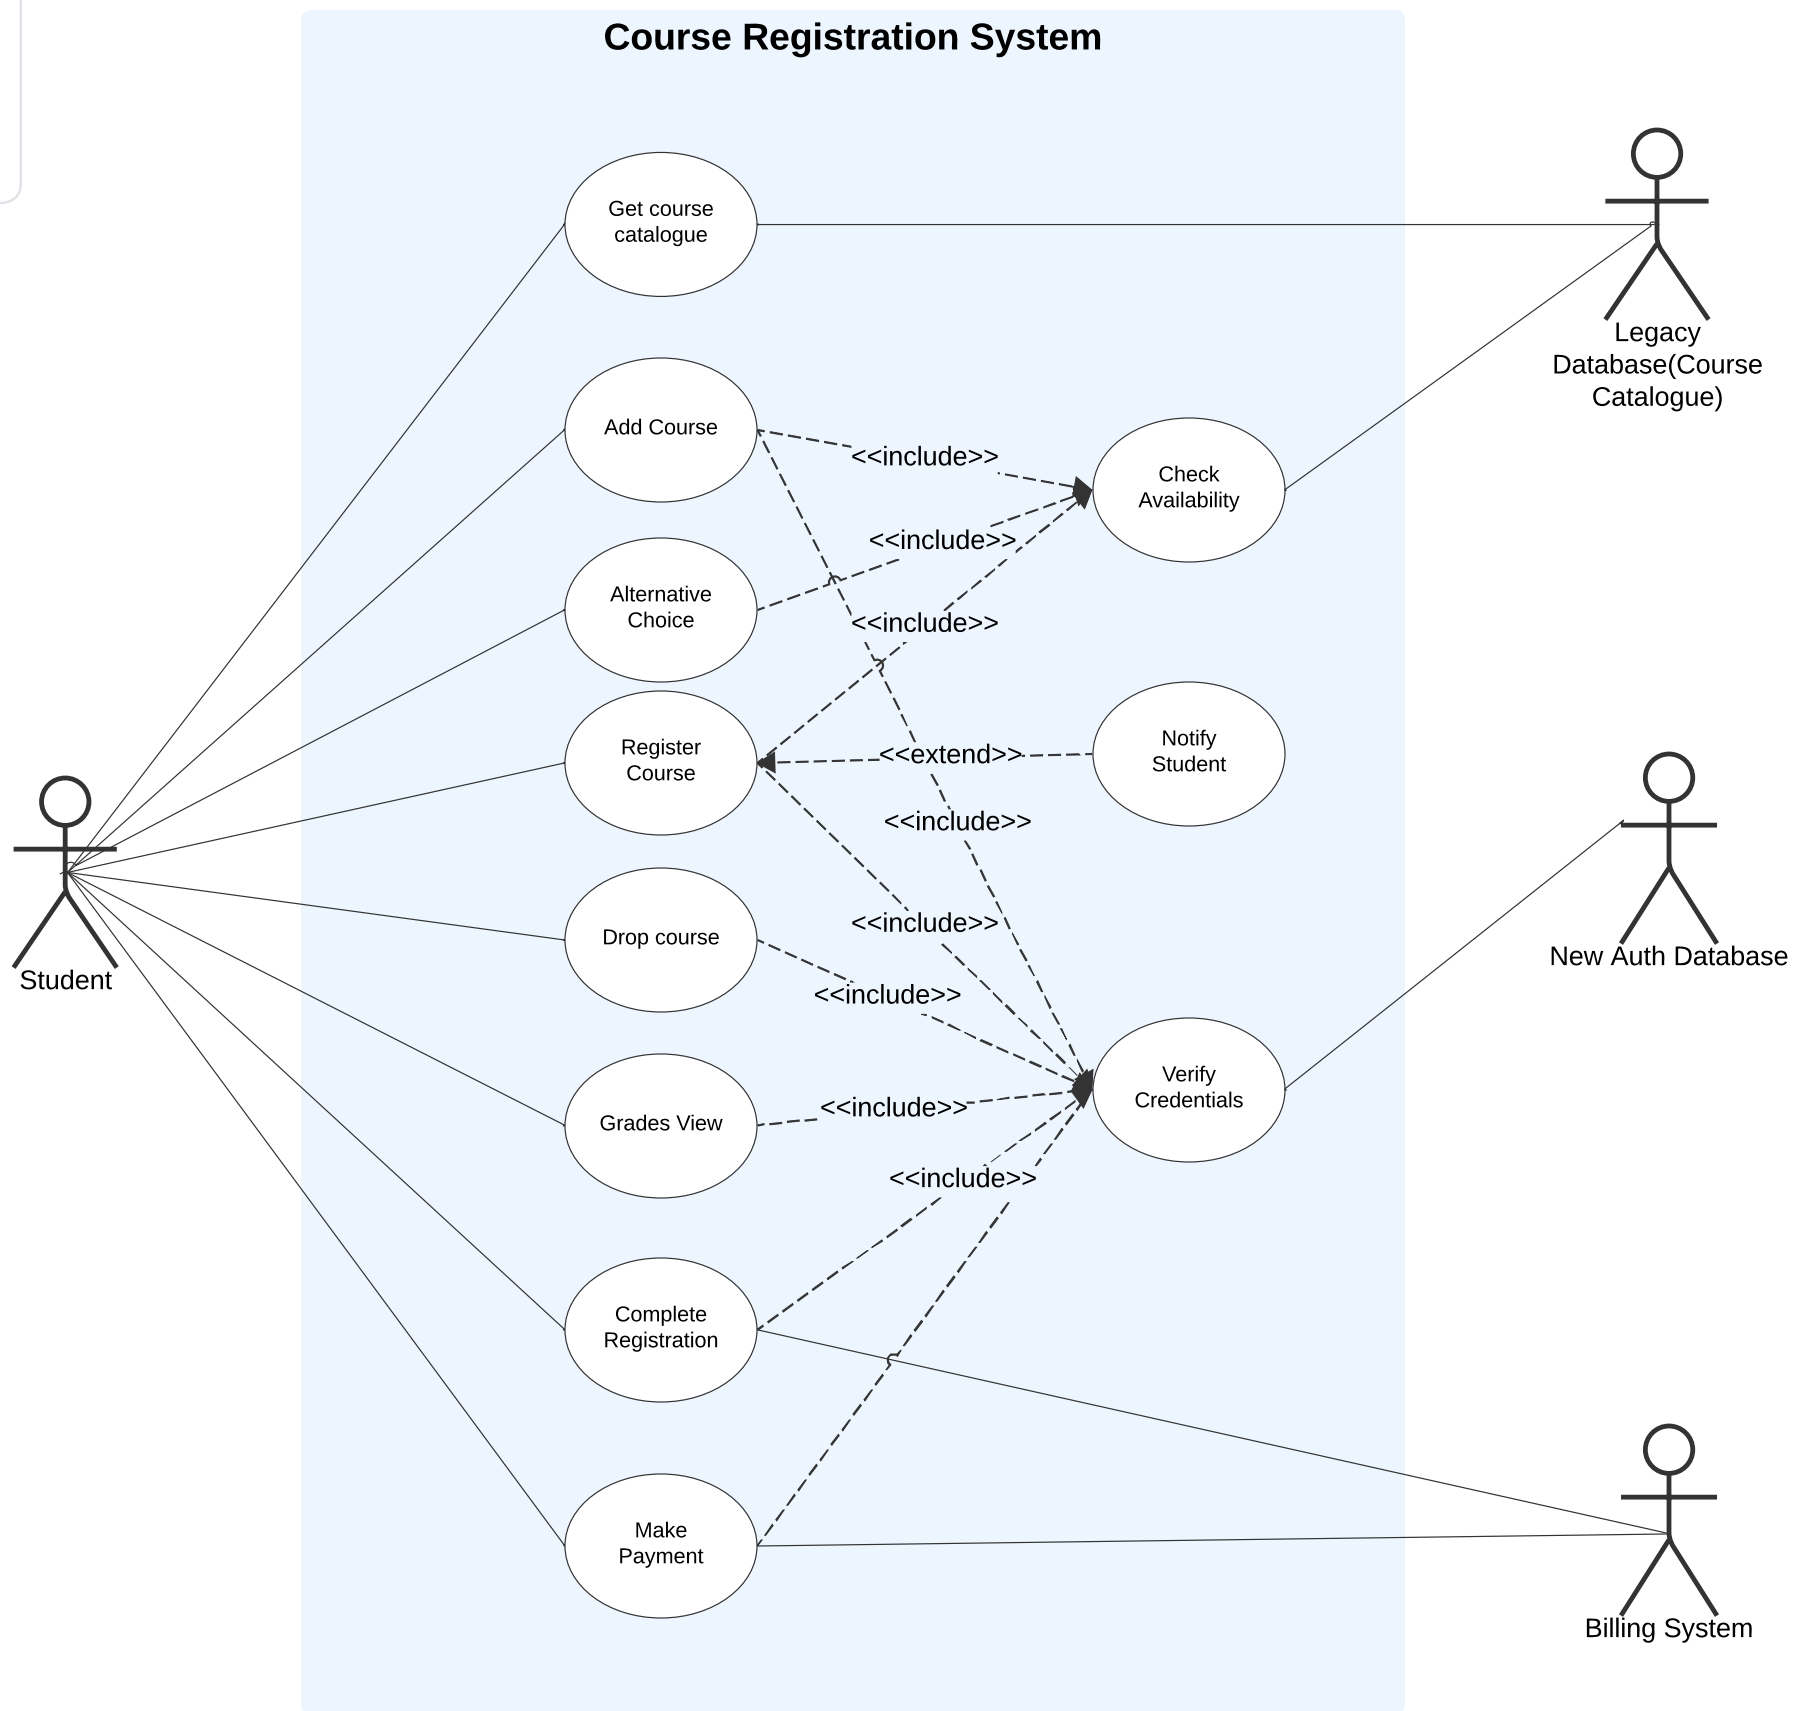 Course Registration System
Get course
catalogue
Legacy
Database(Course
Catalogue)
Add Course
<<include>>
Check
Availability
<<include>>
Alternative
Choice
<<include>>
Register
Course
<<extend>>
Notify
Student
<<include>>
Student
Drop course
<<include>>
New Auth Database
<<include>>
Verify
Credentials
Grades View
<<include>>
<<include>>
Complete
Registration
Make
Payment
Billing System